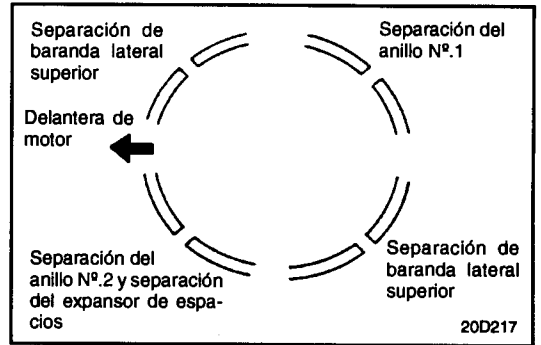 Separación de
baranda lateral
superior
Separación del
anillo Nº.1
Delantera de
motor
Separación del
anillo Nº.2 y separación
del expansor de espa-
cios
Separación de
baranda lateral
superior
20D217